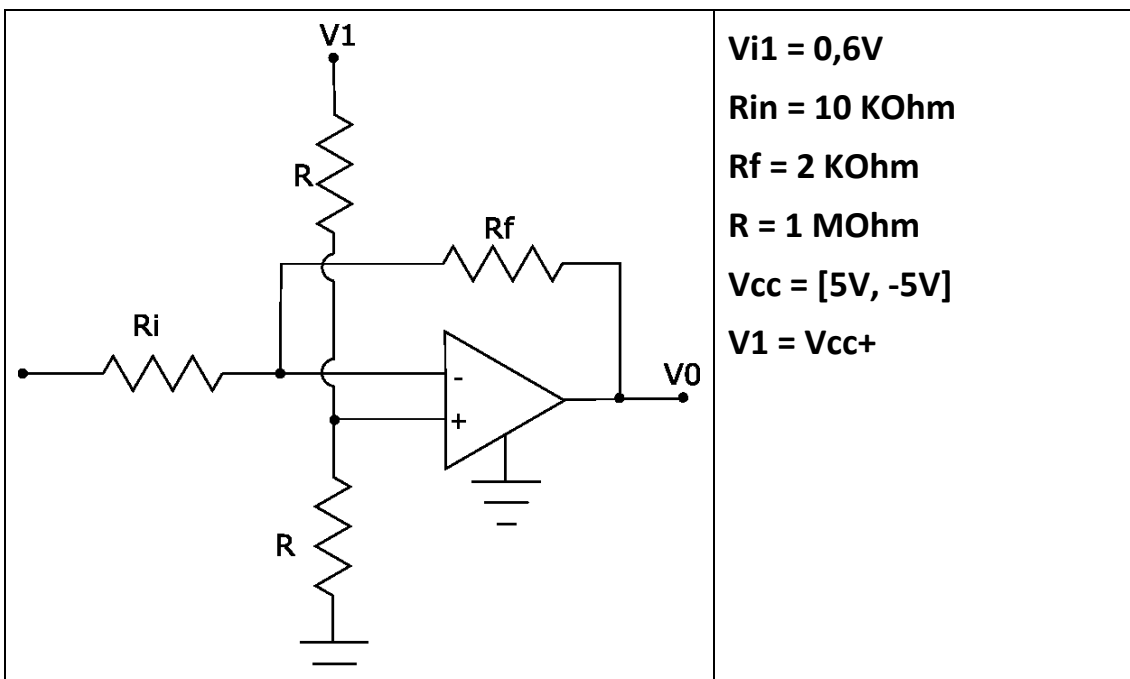 V1
R
Rf
Ri
-
+
V0
R
Vi1 = 0,6V
Rin = 10 KOhm
Rf = 2 KOhm
R = 1 MOhm
Vcc = [5V, -5V]
V1 = Vcc+